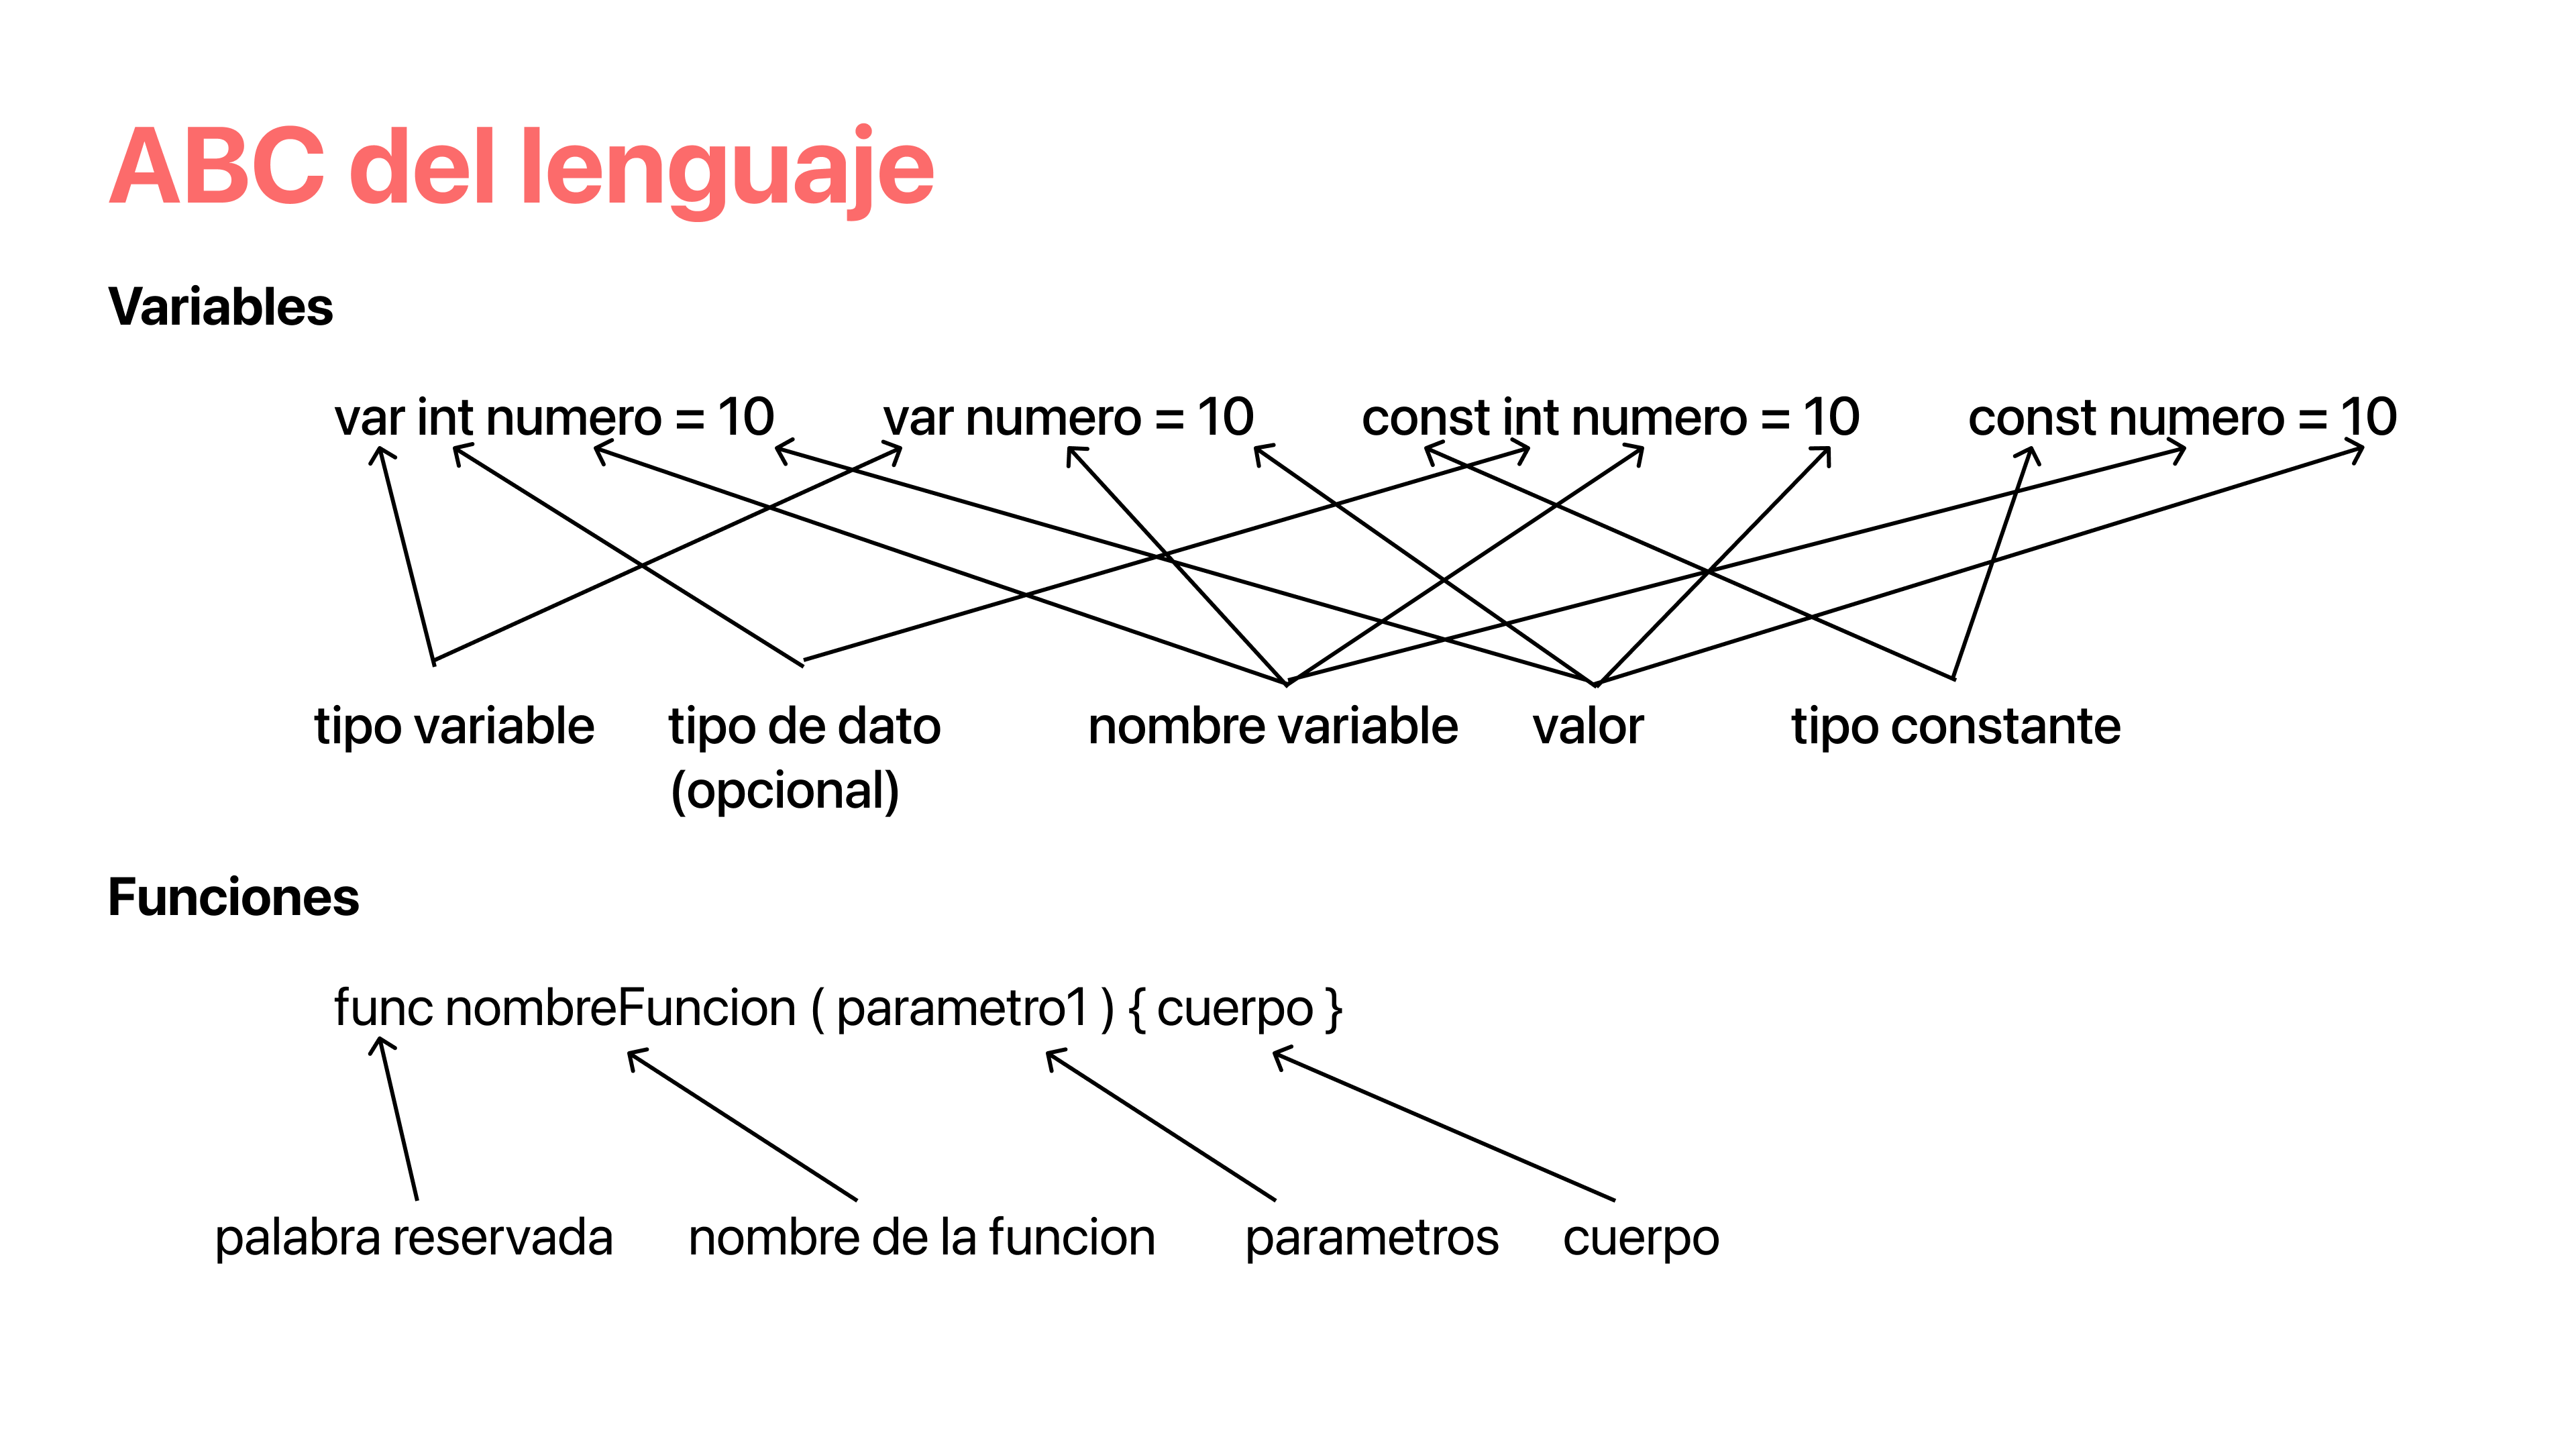 ABC del lenguaje
Variables
var int numero = 10
var numero = 10
const int numero = 10
const numero = 10
tipo variable
tipo de dato
(opcional)
nombre variable
valor
tipo constante
Funciones
func nombreFuncion ( parametro1 ) { cuerpo }
palabra reservada
nombre de la funcion
parametros
cuerpo